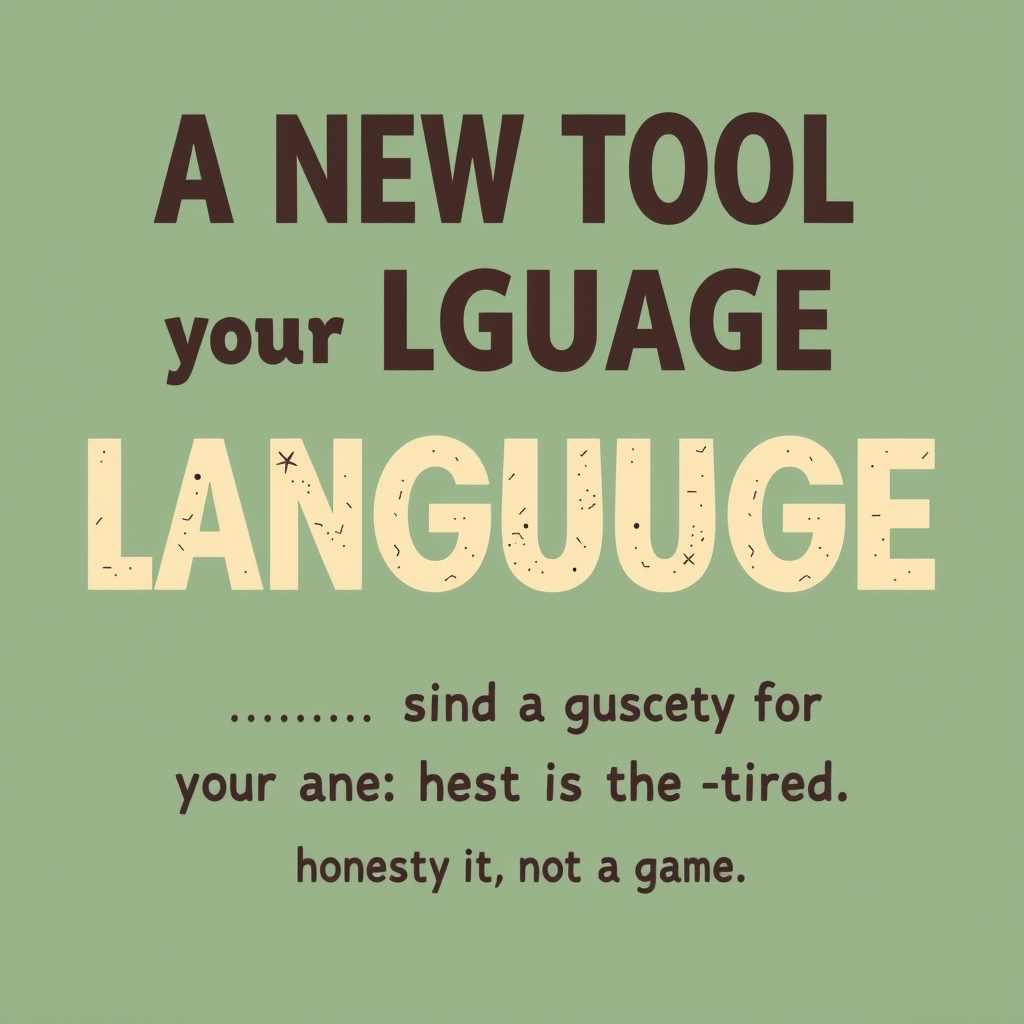 A NEW TOOL
your LGUAGE
LANGUUGE
......... sind a guscety for
your ane: hest is the -tired.
honesty it, not a game.